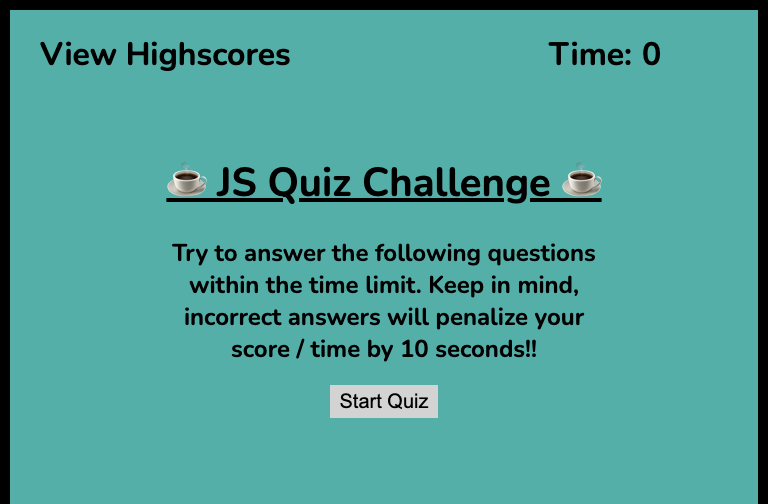 View Highscores
Time: 0
☕ JS Quiz Challenge ☕
Try to answer the following questions
within the time limit. Keep in mind,
incorrect answers will penalize your
score / time by 10 seconds!!
Start Quiz